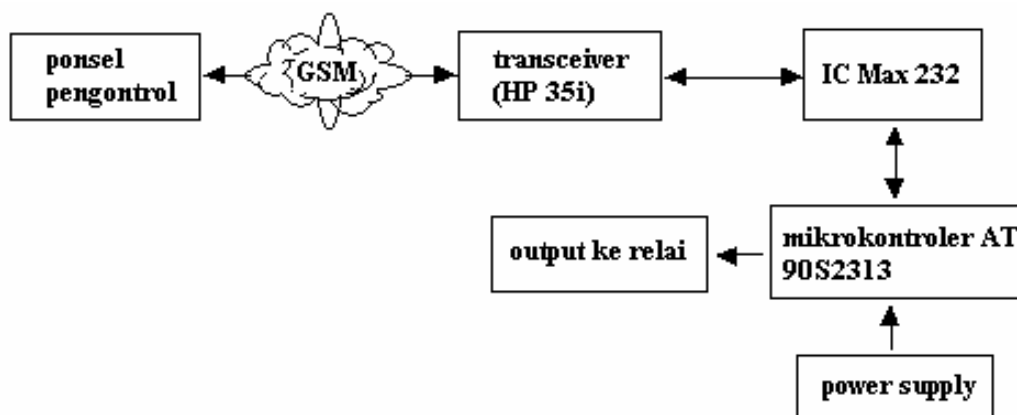 ponsel
pengontrol
GSM
transceiver
(HP 35i)
IC Max 232
output ke relai
mikrokontroler AT
90S2313
power supply